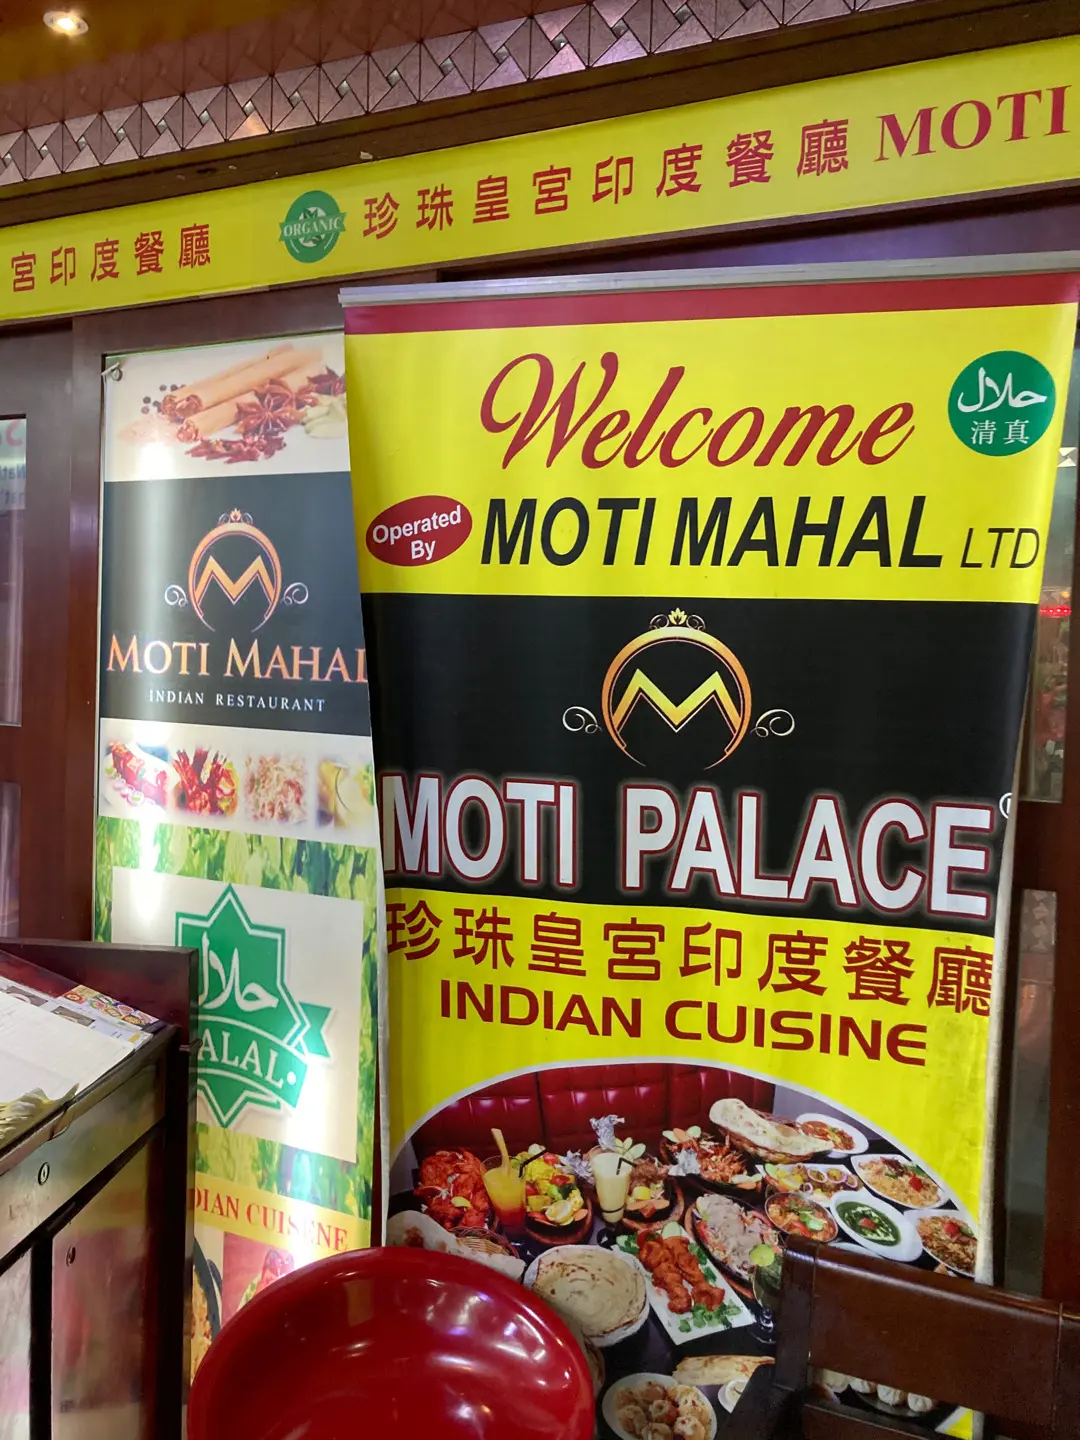 宮印度餐廳
ORGANIC
珍珠皇宮印度餐廳 MOTI
Welcome
حلال
清真
Operated
By
MOTI MAHAL LTD
MOTI MAHAL
INDIAN RESTAURANT
MOTI PALACE
珍珠皇宮印度餐廳
INDIAN CUISINE
حلال
ALAL
DIAN CUISENE